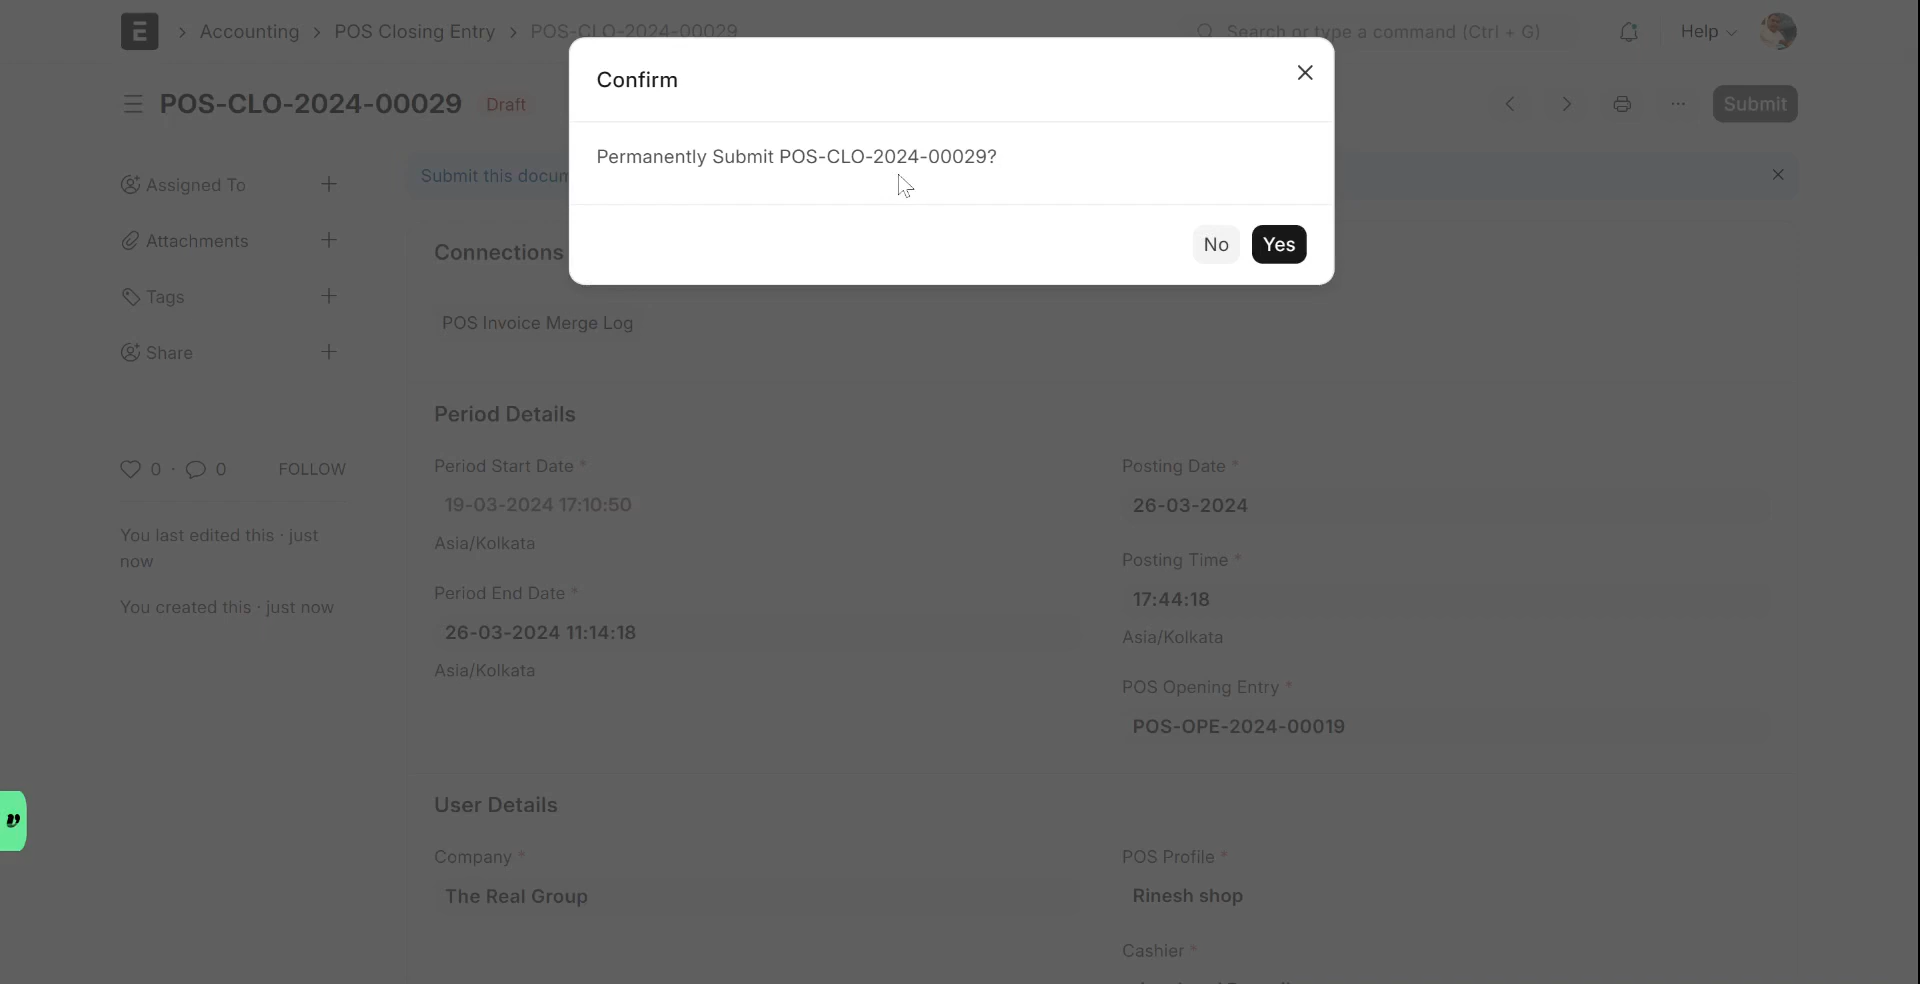 E > Accounting > POS Closing Entry > POS-CLO-2024-00029
Search or type a command (Ctrl + G)
Help
Confirm
POS-CLO-2024-00029 Draft
Submit
Permanently Submit POS-CLO-2024-00029?
Submit this docum
No Yes
Assigned To
Attachments
Tags
Share
0 · 0 FOLLOW
You last edited this · just
now
You created this · just now
Connections
POS Invoice Merge Log
Period Details
Period Start Date *
19-03-2024 17:10:50
Asia/Kolkata
Period End Date *
26-03-2024 11:14:18
Asia/Kolkata
Posting Date *
26-03-2024
Posting Time *
17:44:18
Asia/Kolkata
POS Opening Entry *
POS-OPE-2024-00019
User Details
Company *
The Real Group
POS Profile *
Rinesh shop
Cashier *